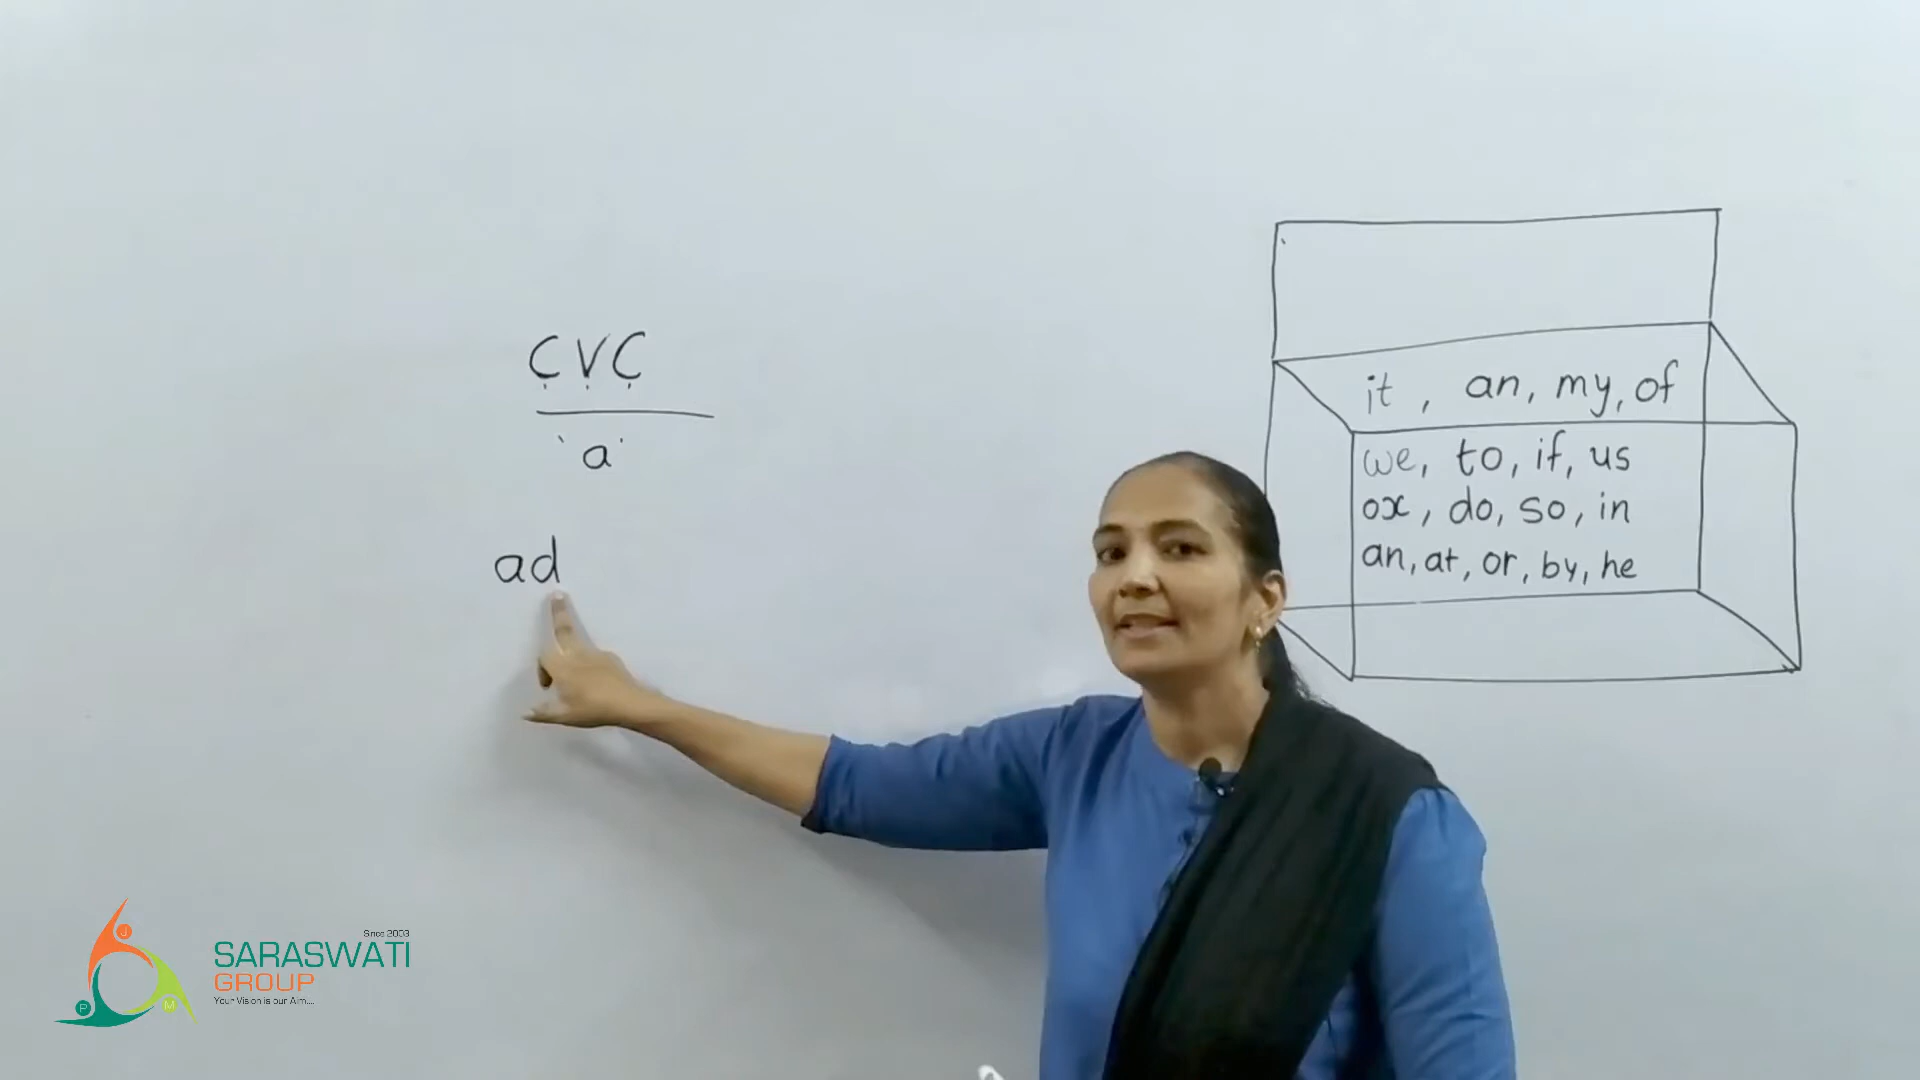 CVC
'a'
ad
it, an, my, of
we, to, if, us
ox, do, so, in
an, at, or, by, he
Since 2003
SARASWATI
GROUP
Your Vision is our Aim....
J
P
M